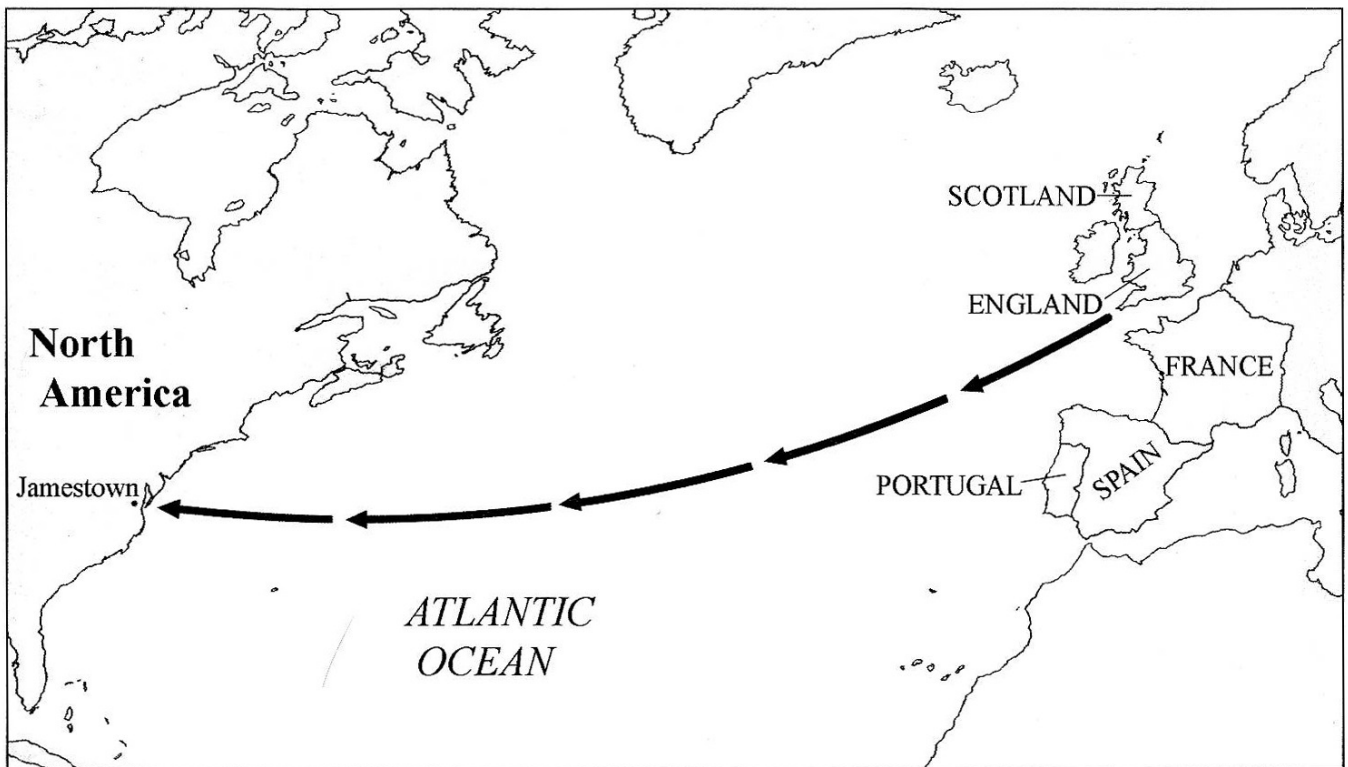 SCOTLAND
ENGLAND
North
America
FRANCE
Jamestown
PORTUGAL
SPAIN
ATLANTIC
OCEAN